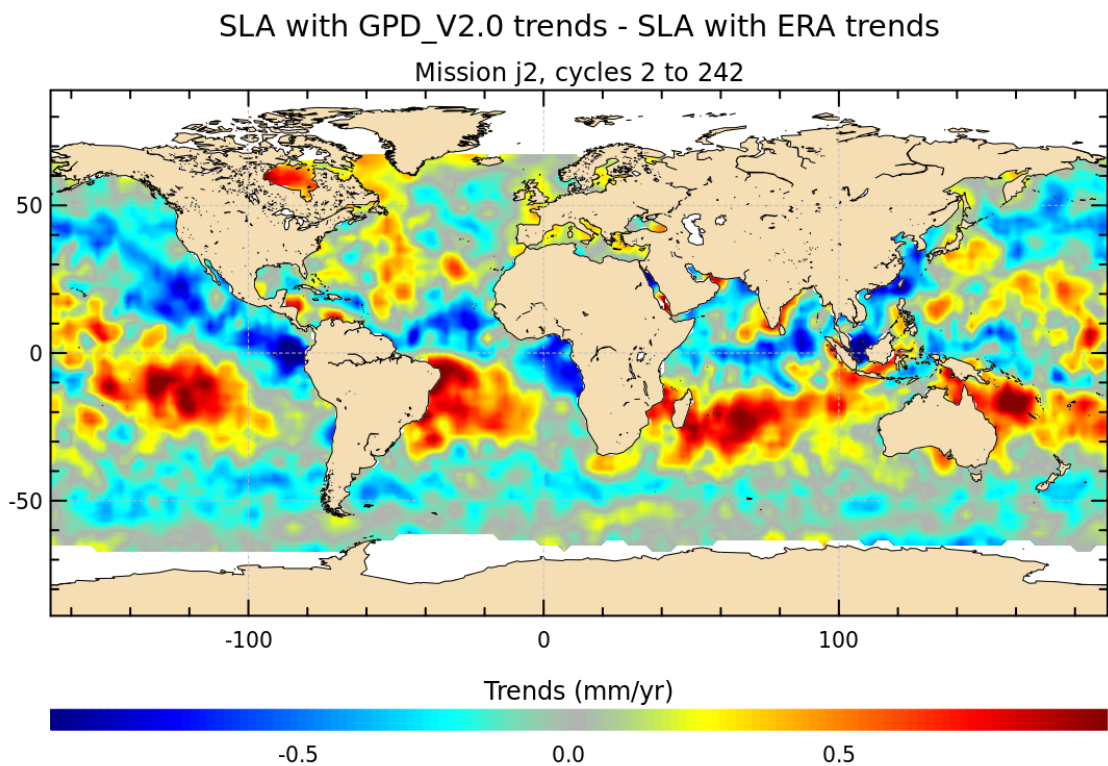 SLA with GPD_V2.0 trends - SLA with ERA trends
Mission j2, cycles 2 to 242
50
0
-50
-100 0 100
Trends (mm/yr)
-0.5 0.0 0.5